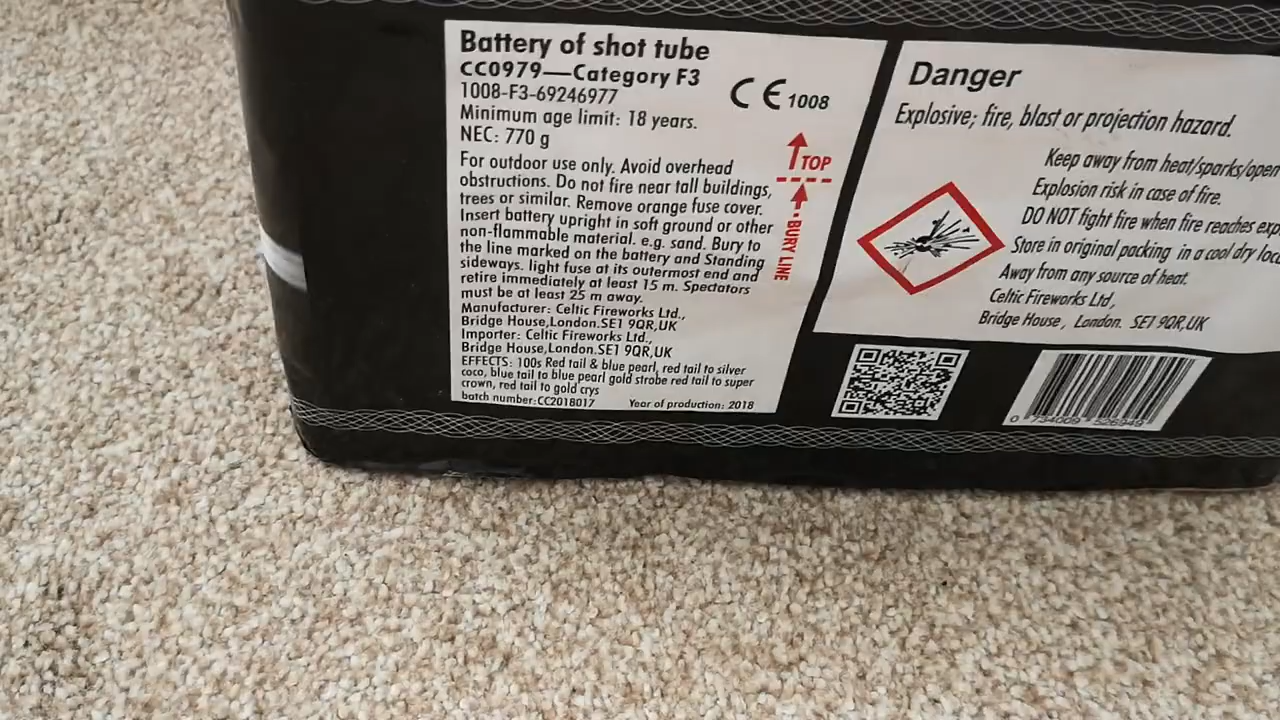 Battery of shot tube
CC0979—Category F3
1008-F3-69246977
CE 1008
Minimum age limit: 18 years.
NEC: 770 g
For outdoor use only. Avoid overhead
obstructions. Do not fire near tall buildings,
trees or similar. Remove orange fuse cover.
Insert battery upright in soft ground or other
non-flammable material. e.g. sand. Bury to
the line marked on the battery and Standing
sideways. light fuse at its outermost end and
retire immediately at least 15 m. Spectators
must be at least 25 m away.
Manufacturer: Celtic Fireworks Ltd.,
Bridge House,London.SE1 9QR,UK
Importer: Celtic Fireworks Ltd.,
Bridge House,London.SE1 9QR,UK
EFFECTS: 100s Red tail & blue pearl, red tail to silver
coco, blue tail to blue pearl gold strobe red tail to super
crown, red tail to gold crys
batch number:CC2018017 Year of production: 2018
TOP
BURY LINE
Danger
Explosive; fire, blast or projection hazard.
Keep away from heat/sparks/open
Explosion risk in case of fire.
DO NOT fight fire when fire reaches exp
Store in original packing in a cool dry loc
Away from any source of heat.
Celtic Fireworks Ltd,
Bridge House, London. SE1 9QR,UK